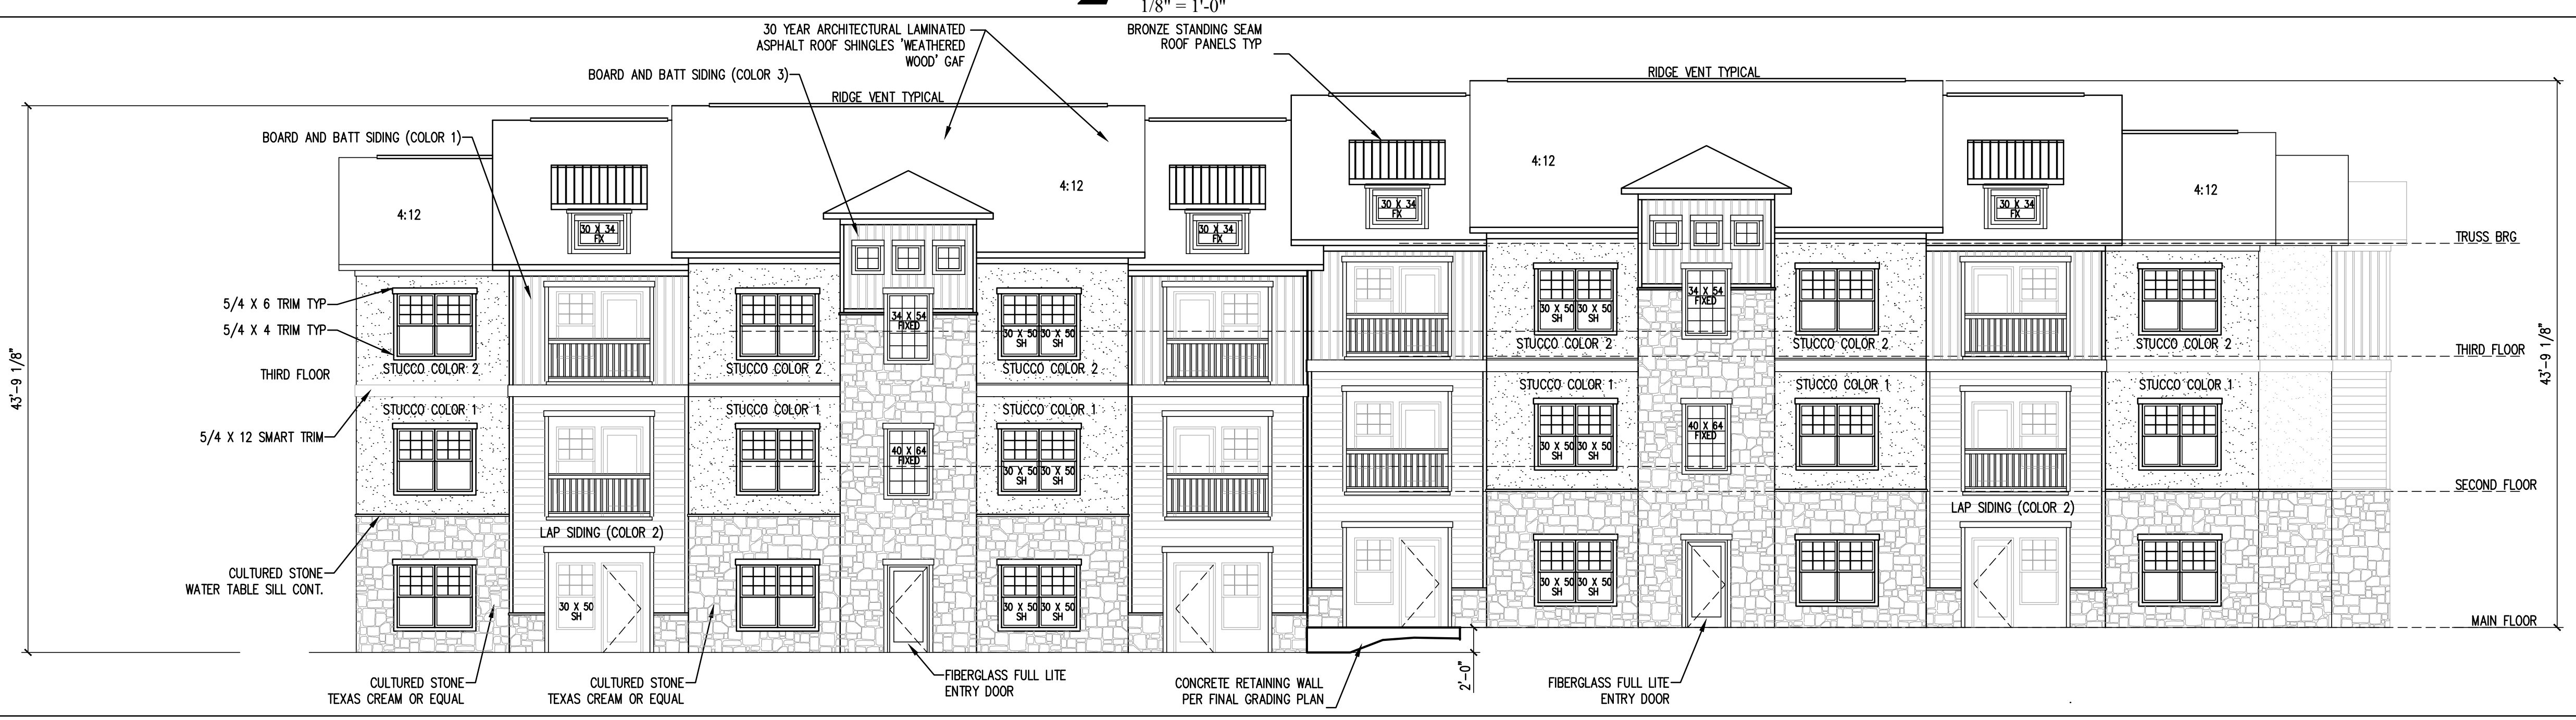 1/8" = 1'-0"
30 YEAR ARCHITECTURAL LAMINATED
ASPHALT ROOF SHINGLES 'WEATHERED
WOOD' GAF
BRONZE STANDING SEAM
ROOF PANELS TYP
BOARD AND BATT SIDING (COLOR 3)
RIDGE VENT TYPICAL
RIDGE VENT TYPICAL
BOARD AND BATT SIDING (COLOR 1)
4:12
4:12
4:12
4:12
30 X 34
FX
30 X 34
FX
30 X 34
FX
30 X 34
FX
TRUSS BRG
5/4 X 6 TRIM TYP
5/4 X 4 TRIM TYP
34 X 54
FIXED
30 X 50 30 X 50
SH SH
30 X 50 30 X 50
SH SH
34 X 54
FIXED
STUCCO COLOR 2
STUCCO COLOR 2
STUCCO COLOR 2
STUCCO COLOR 2
STUCCO COLOR 2
STUCCO COLOR 2
THIRD FLOOR
THIRD FLOOR
43'-9 1/8"
43'-9 1/8"
STUCCO COLOR 1
STUCCO COLOR 1
STUCCO COLOR 1
STUCCO COLOR 1
STUCCO COLOR 1
STUCCO COLOR 1
5/4 X 12 SMART TRIM
40 X 64
FIXED
30 X 50 30 X 50
SH SH
30 X 50 30 X 50
SH SH
40 X 64
FIXED
SECOND FLOOR
LAP SIDING (COLOR 2)
LAP SIDING (COLOR 2)
CULTURED STONE
WATER TABLE SILL CONT.
30 X 50
SH
30 X 50 30 X 50
SH SH
30 X 50 30 X 50
SH SH
MAIN FLOOR
CULTURED STONE
TEXAS CREAM OR EQUAL
CULTURED STONE
TEXAS CREAM OR EQUAL
FIBERGLASS FULL LITE
ENTRY DOOR
CONCRETE RETAINING WALL
PER FINAL GRADING PLAN
2'-0"
FIBERGLASS FULL LITE
ENTRY DOOR